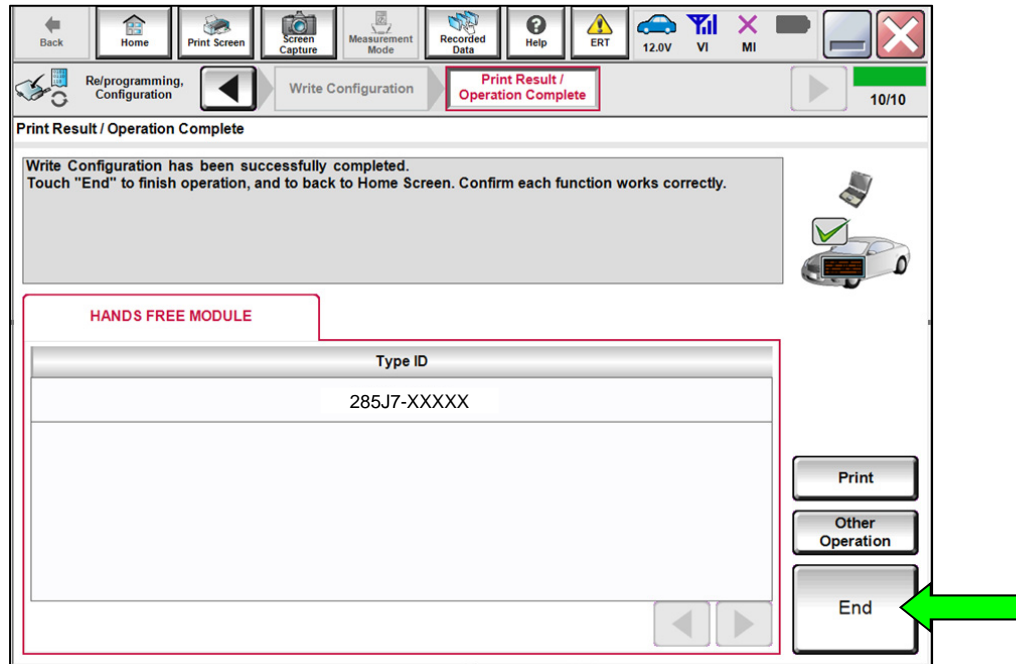 Back
Home
Print Screen
Screen
Capture
Measurement
Mode
Recorded
Data
Help
ERT
12.0V
VI
MI
Re/programming,
Configuration
Write Configuration
Print Result /
Operation Complete
10/10
Print Result / Operation Complete
Write Configuration has been successfully completed.
Touch "End" to finish operation, and to back to Home Screen. Confirm each function works correctly.
HANDS FREE MODULE
Type ID
285J7-XXXXX
Print
Other
Operation
End